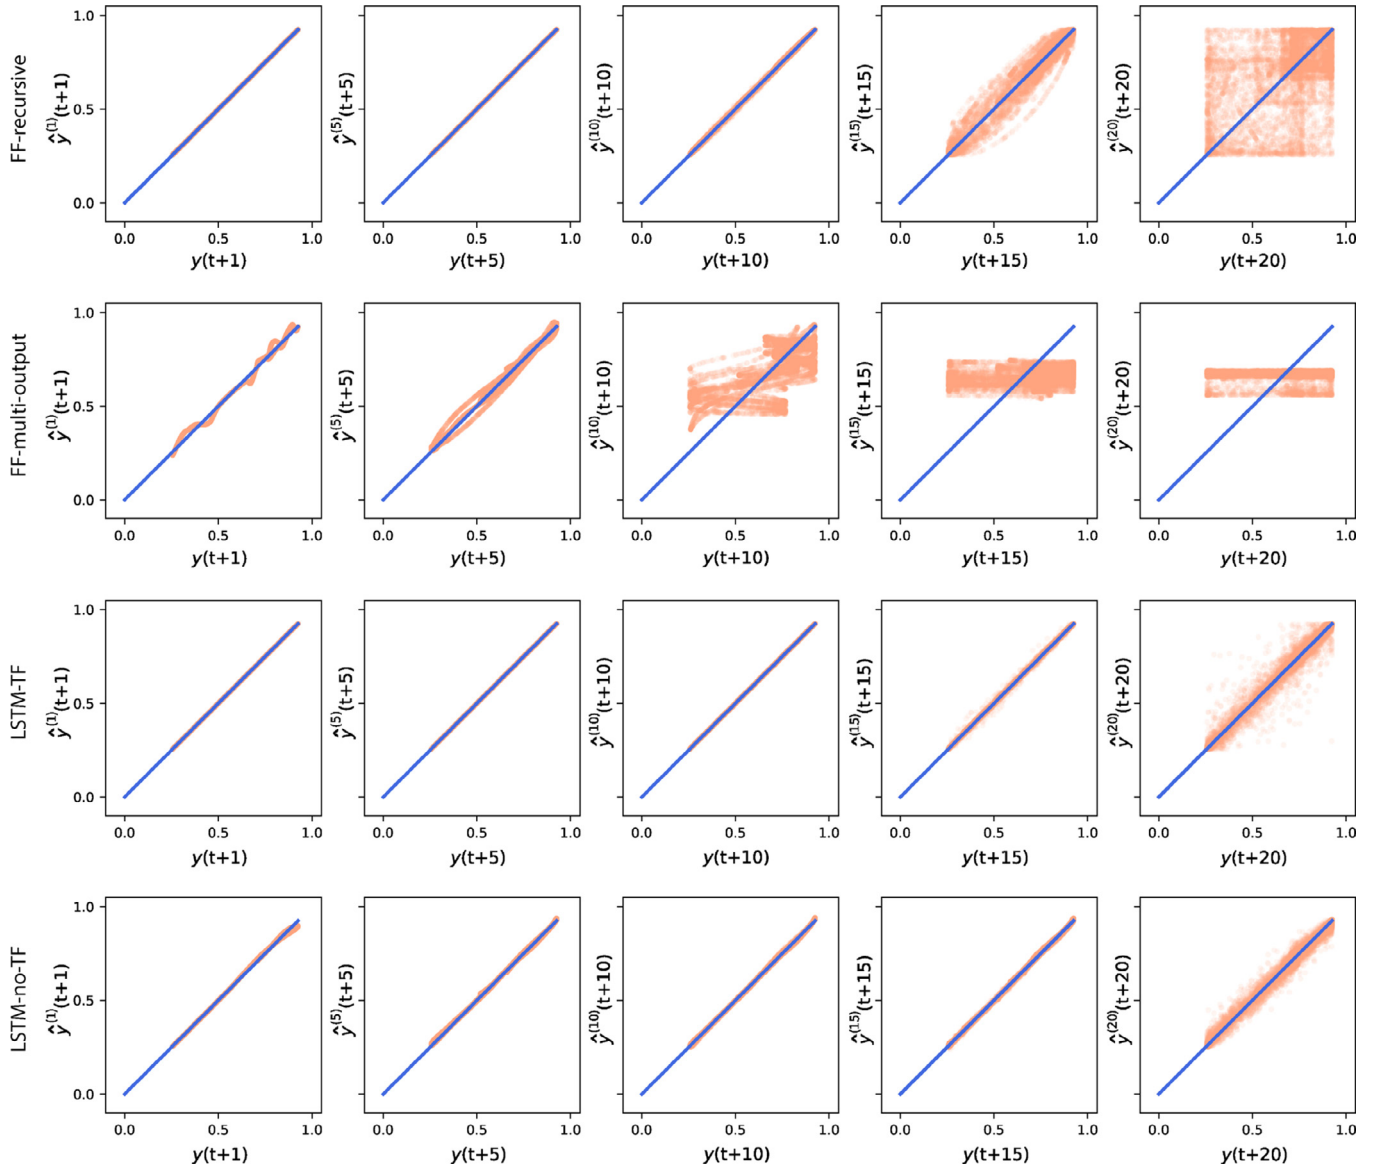 FF-recursive
1.0
0.5
0.0
ŷ⁽¹⁾(t+1)
ŷ⁽⁵⁾(t+5)
ŷ⁽¹⁰⁾(t+10)
ŷ⁽¹⁵⁾(t+15)
ŷ⁽²⁰⁾(t+20)
0.0 0.5 1.0 0.0 0.5 1.0 0.0 0.5 1.0 0.0 0.5 1.0 0.0 0.5 1.0
y(t+1) y(t+5) y(t+10) y(t+15) y(t+20)
FF-multi-output
1.0
0.5
0.0
ŷ⁽¹⁾(t+1)
ŷ⁽⁵⁾(t+5)
ŷ⁽¹⁰⁾(t+10)
ŷ⁽¹⁵⁾(t+15)
ŷ⁽²⁰⁾(t+20)
0.0 0.5 1.0 0.0 0.5 1.0 0.0 0.5 1.0 0.0 0.5 1.0 0.0 0.5 1.0
y(t+1) y(t+5) y(t+10) y(t+15) y(t+20)
LSTM-TF
1.0
0.5
0.0
ŷ⁽¹⁾(t+1)
ŷ⁽⁵⁾(t+5)
ŷ⁽¹⁰⁾(t+10)
ŷ⁽¹⁵⁾(t+15)
ŷ⁽²⁰⁾(t+20)
0.0 0.5 1.0 0.0 0.5 1.0 0.0 0.5 1.0 0.0 0.5 1.0 0.0 0.5 1.0
y(t+1) y(t+5) y(t+10) y(t+15) y(t+20)
LSTM-no-TF
1.0
0.5
0.0
ŷ⁽¹⁾(t+1)
ŷ⁽⁵⁾(t+5)
ŷ⁽¹⁰⁾(t+10)
ŷ⁽¹⁵⁾(t+15)
ŷ⁽²⁰⁾(t+20)
0.0 0.5 1.0 0.0 0.5 1.0 0.0 0.5 1.0 0.0 0.5 1.0 0.0 0.5 1.0
y(t+1) y(t+5) y(t+10) y(t+15) y(t+20)